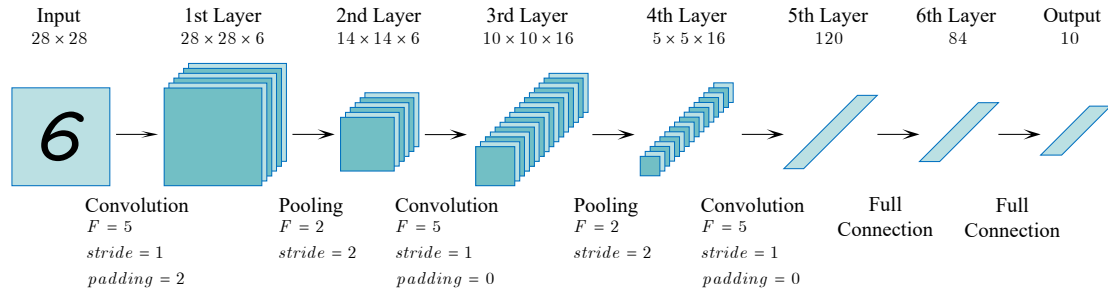 Input
28 × 28
1st Layer
28 × 28 × 6
2nd Layer
14 × 14 × 6
3rd Layer
10 × 10 × 16
4th Layer
5 × 5 × 16
5th Layer
120
6th Layer
84
Output
10
6
Convolution
F = 5
stride = 1
padding = 2
Pooling
F = 2
stride = 2
Convolution
F = 5
stride = 1
padding = 0
Pooling
F = 2
stride = 2
Convolution
F = 5
stride = 1
padding = 0
Full
Connection
Full
Connection